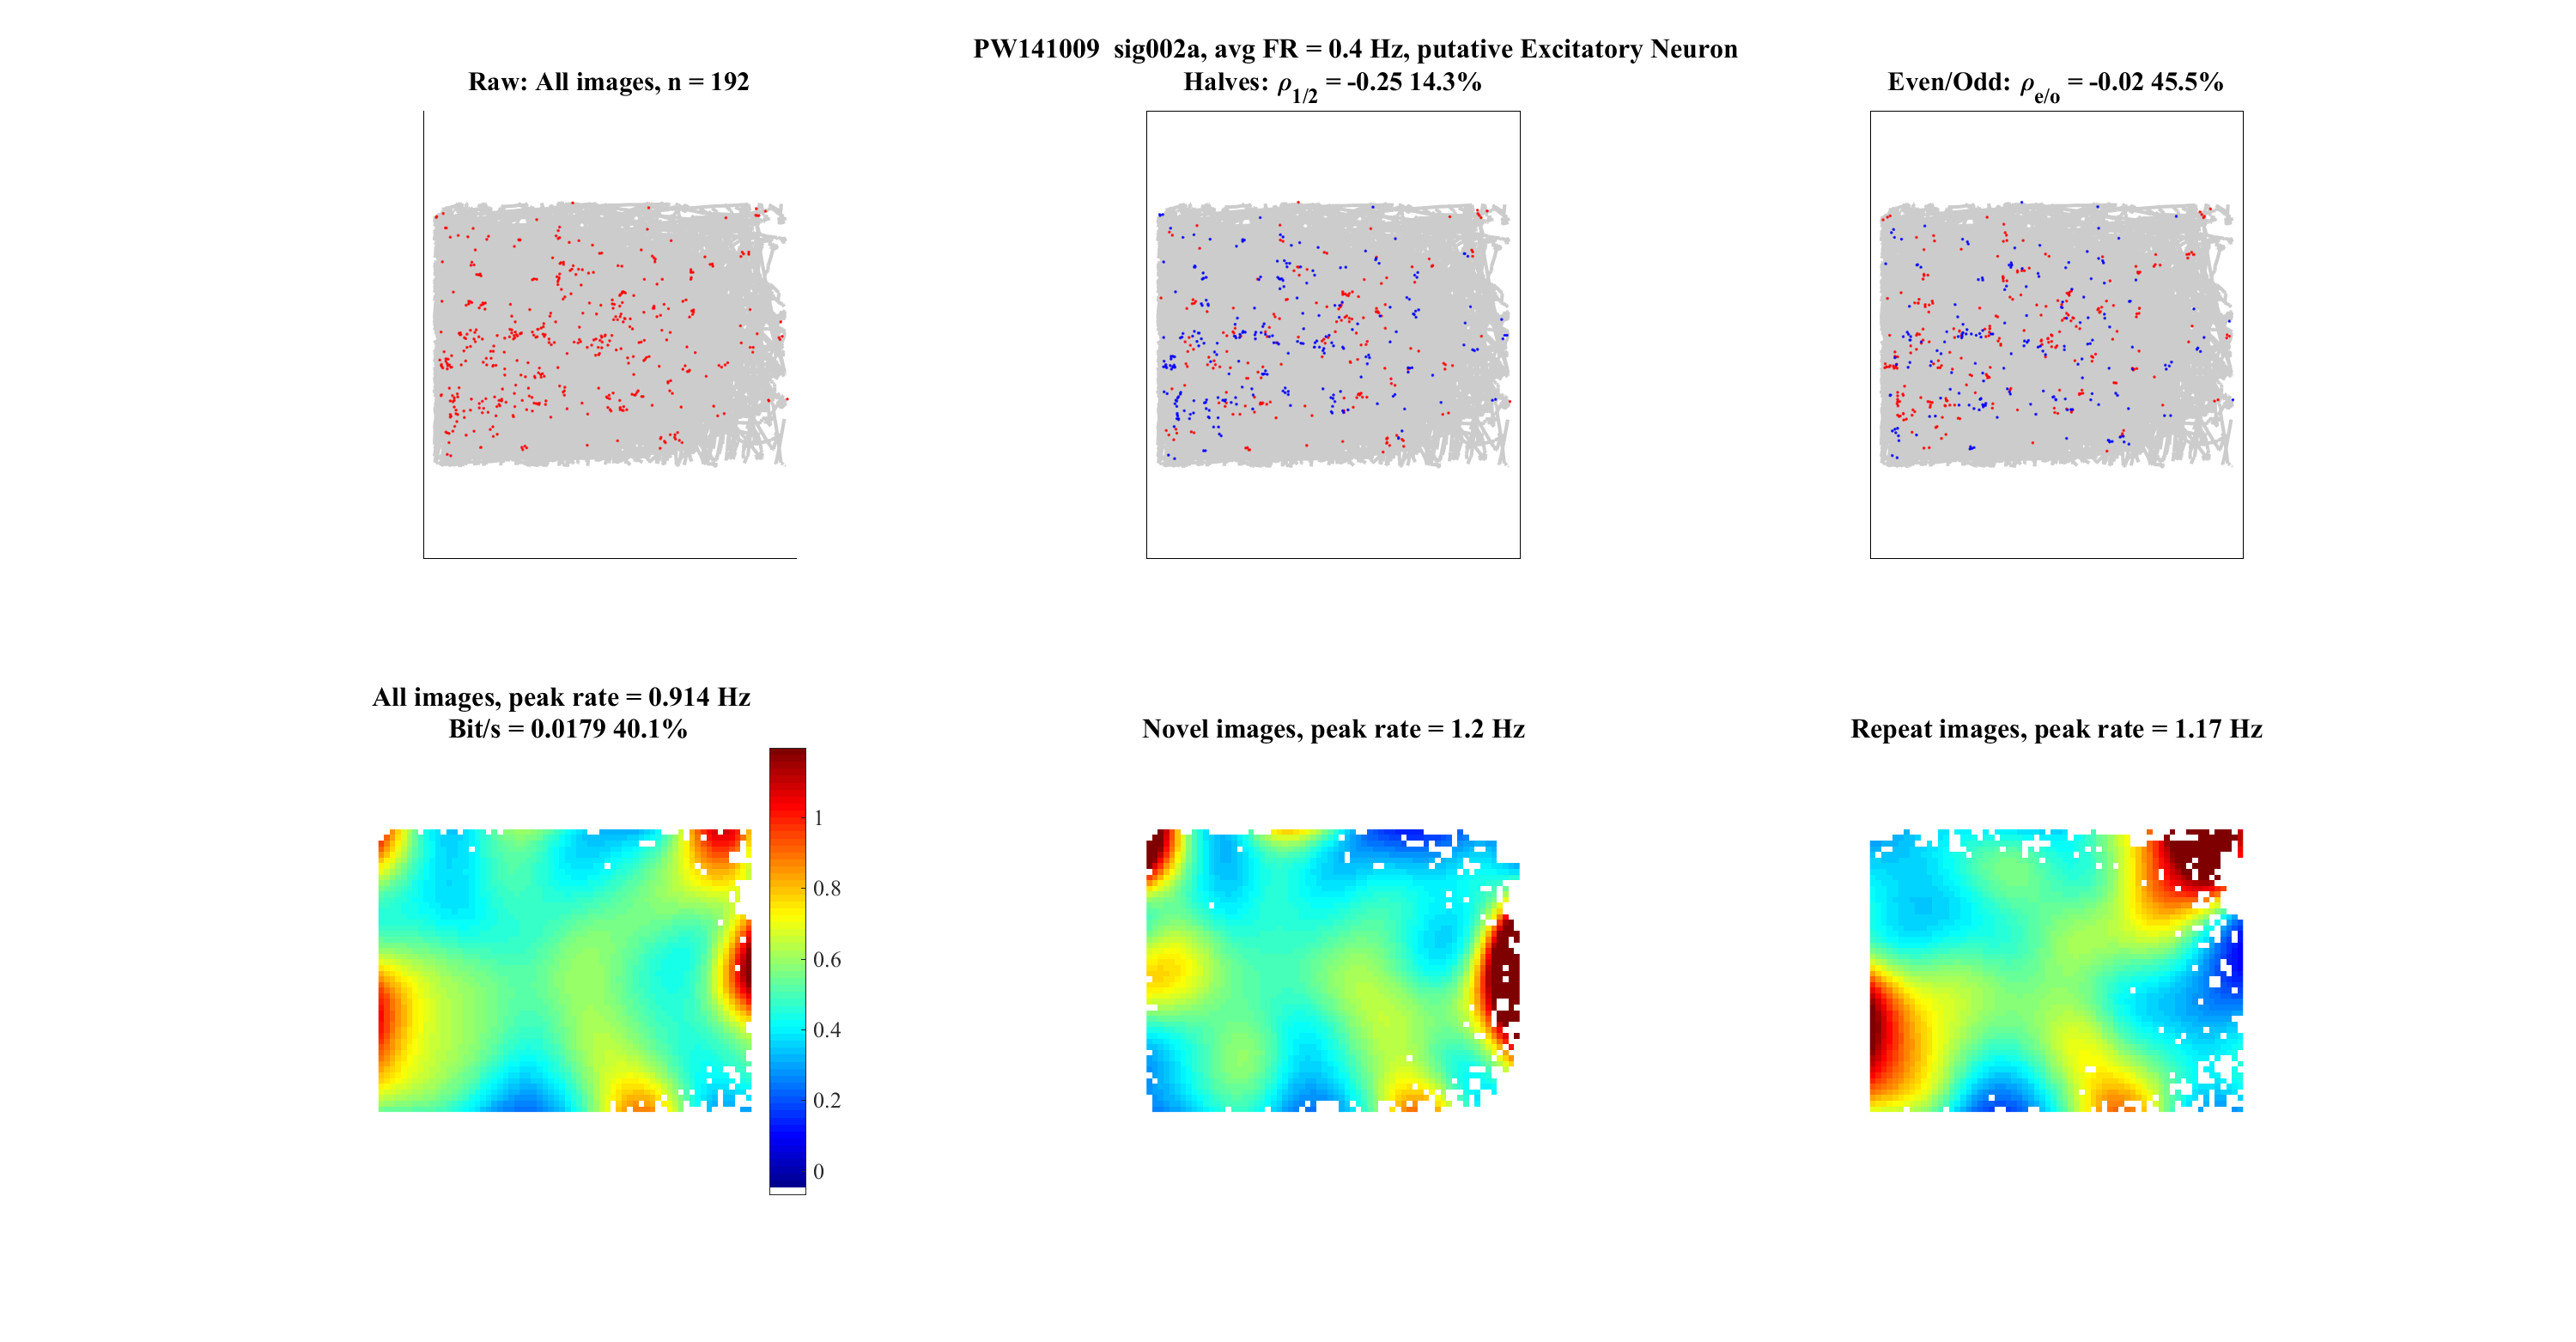 PW141009  sig002a, avg FR = 0.4 Hz, putative Excitatory Neuron
Raw: All images, n = 192
Halves: ρ1/2 = -0.25 14.3%
Even/Odd: ρe/o = -0.02 45.5%
All images, peak rate = 0.914 Hz
Bit/s = 0.0179 40.1%
Novel images, peak rate = 1.2 Hz
Repeat images, peak rate = 1.17 Hz
1
0.8
0.6
0.4
0.2
0